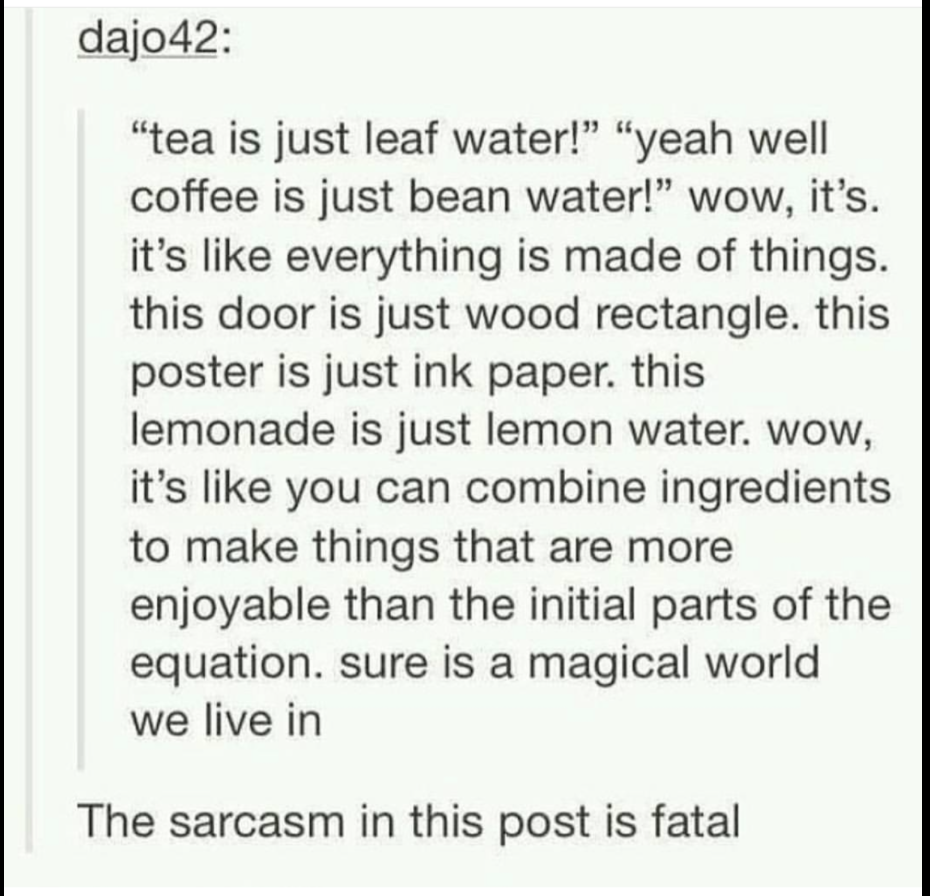 dajo42:
“tea is just leaf water!” “yeah well
coffee is just bean water!” wow, it’s.
it’s like everything is made of things.
this door is just wood rectangle. this
poster is just ink paper. this
lemonade is just lemon water. wow,
it’s like you can combine ingredients
to make things that are more
enjoyable than the initial parts of the
equation. sure is a magical world
we live in
The sarcasm in this post is fatal